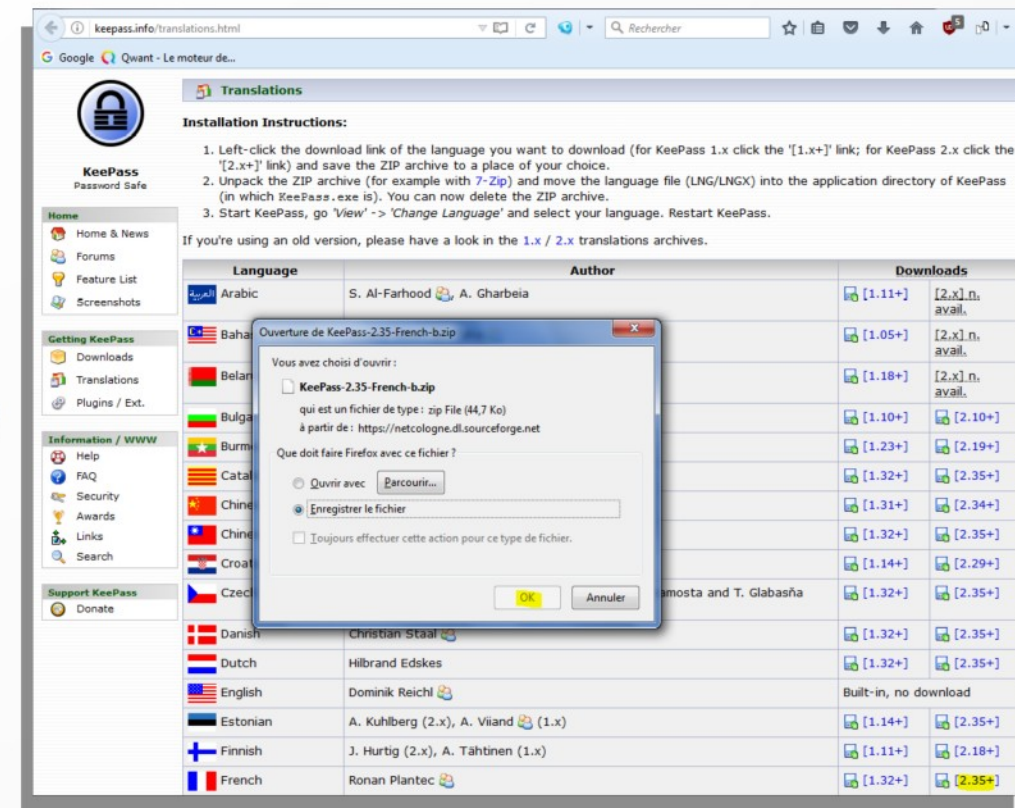 keepass.info/translations.html
Rechercher
5
Google Qwant - Le moteur de...
KeePass
Password Safe
Home
Home & News
Forums
Feature List
Screenshots
Getting KeePass
Downloads
Translations
Plugins / Ext.
Information / WWW
Help
FAQ
Security
Awards
Links
Search
Support KeePass
Donate
Translations
Installation Instructions:
1. Left-click the download link of the language you want to download (for KeePass 1.x click the '[1.x+]' link; for KeePass 2.x click the
'[2.x+]' link) and save the ZIP archive to a place of your choice.
2. Unpack the ZIP archive (for example with 7-Zip) and move the language file (LNG/LNGX) into the application directory of KeePass
(in which KeePass.exe is). You can now delete the ZIP archive.
3. Start KeePass, go 'View' -> 'Change Language' and select your language. Restart KeePass.
If you're using an old version, please have a look in the 1.x / 2.x translations archives.
Language Author Downloads
العربية Arabic S. Al-Farhood, A. Gharbeia [1.11+] [2.x] n.
avail.
Baha [1.05+] [2.x] n.
avail.
Belar [1.18+] [2.x] n.
avail.
Bulga [1.10+] [2.10+]
Burm [1.23+] [2.19+]
Catal [1.32+] [2.35+]
Chine [1.31+] [2.34+]
Chine [1.32+] [2.35+]
Croat [1.14+] [2.29+]
Czec amosta and T. Glabasňa [1.32+] [2.35+]
Danish Christian Staal [1.32+] [2.35+]
Dutch Hilbrand Edskes [1.32+] [2.35+]
English Dominik Reichl Built-in, no download
Estonian A. Kuhlberg (2.x), A. Viiand (1.x) [1.14+] [2.35+]
Finnish J. Hurtig (2.x), A. Tähtinen (1.x) [1.11+] [2.18+]
French Ronan Plantec [1.32+] [2.35+]
Ouverture de KeePass-2.35-French-b.zip
Vous avez choisi d'ouvrir :
KeePass-2.35-French-b.zip
qui est un fichier de type : zip File (44,7 Ko)
à partir de : https://netcologne.dl.sourceforge.net
Que doit faire Firefox avec ce fichier ?
Ouvrir avec Parcourir...
Enregistrer le fichier
Toujours effectuer cette action pour ce type de fichier.
OK Annuler